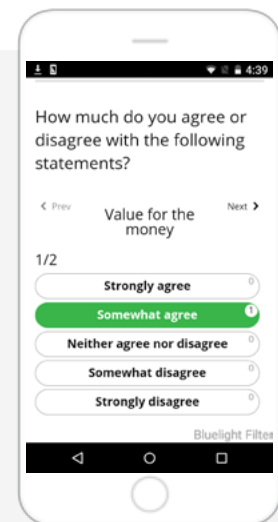 4:39
How much do you agree or
disagree with the following
statements?
Prev
Next
Value for the
money
1/2
Strongly agree 0
Somewhat agree 1
Neither agree nor disagree 0
Somewhat disagree 0
Strongly disagree 0
Bluelight Filter